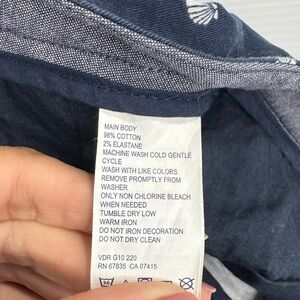 MAIN BODY
98% COTTON
2% ELASTANE
MACHINE WASH COLD GENTLE
CYCLE
WASH WITH LIKE COLORS
REMOVE PROMPTLY FROM
WASHER
ONLY NON CHLORINE BLEACH
WHEN NEEDED
TUMBLE DRY LOW
WARM IRON
DO NOT IRON DECORATION
DO NOT DRY CLEAN
VDR G10 220
RN 67835 CA 07415
30